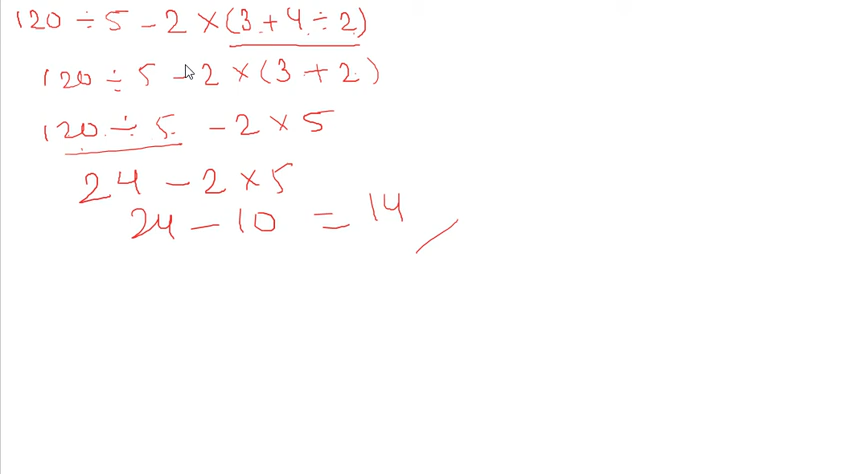 120 ÷ 5 - 2 × (3 + 4 ÷ 2)
120 ÷ 5 - 2 × (3 + 2)
120 ÷ 5 - 2 × 5
24 - 2 × 5
24 - 10 = 14